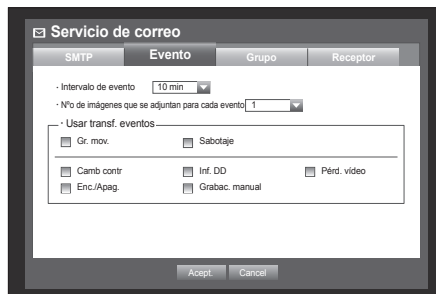 Servicio de correo
SMTP Evento Grupo Receptor
· Intervalo de evento 10 min
· Nº de imágenes que se adjuntan para cada evento 1
· Usar transf. eventos
Gr. mov. Sabotaje
Camb contr Inf. DD Pérd. vídeo
Enc./Apag. Grabac. manual
Acept. Cancel